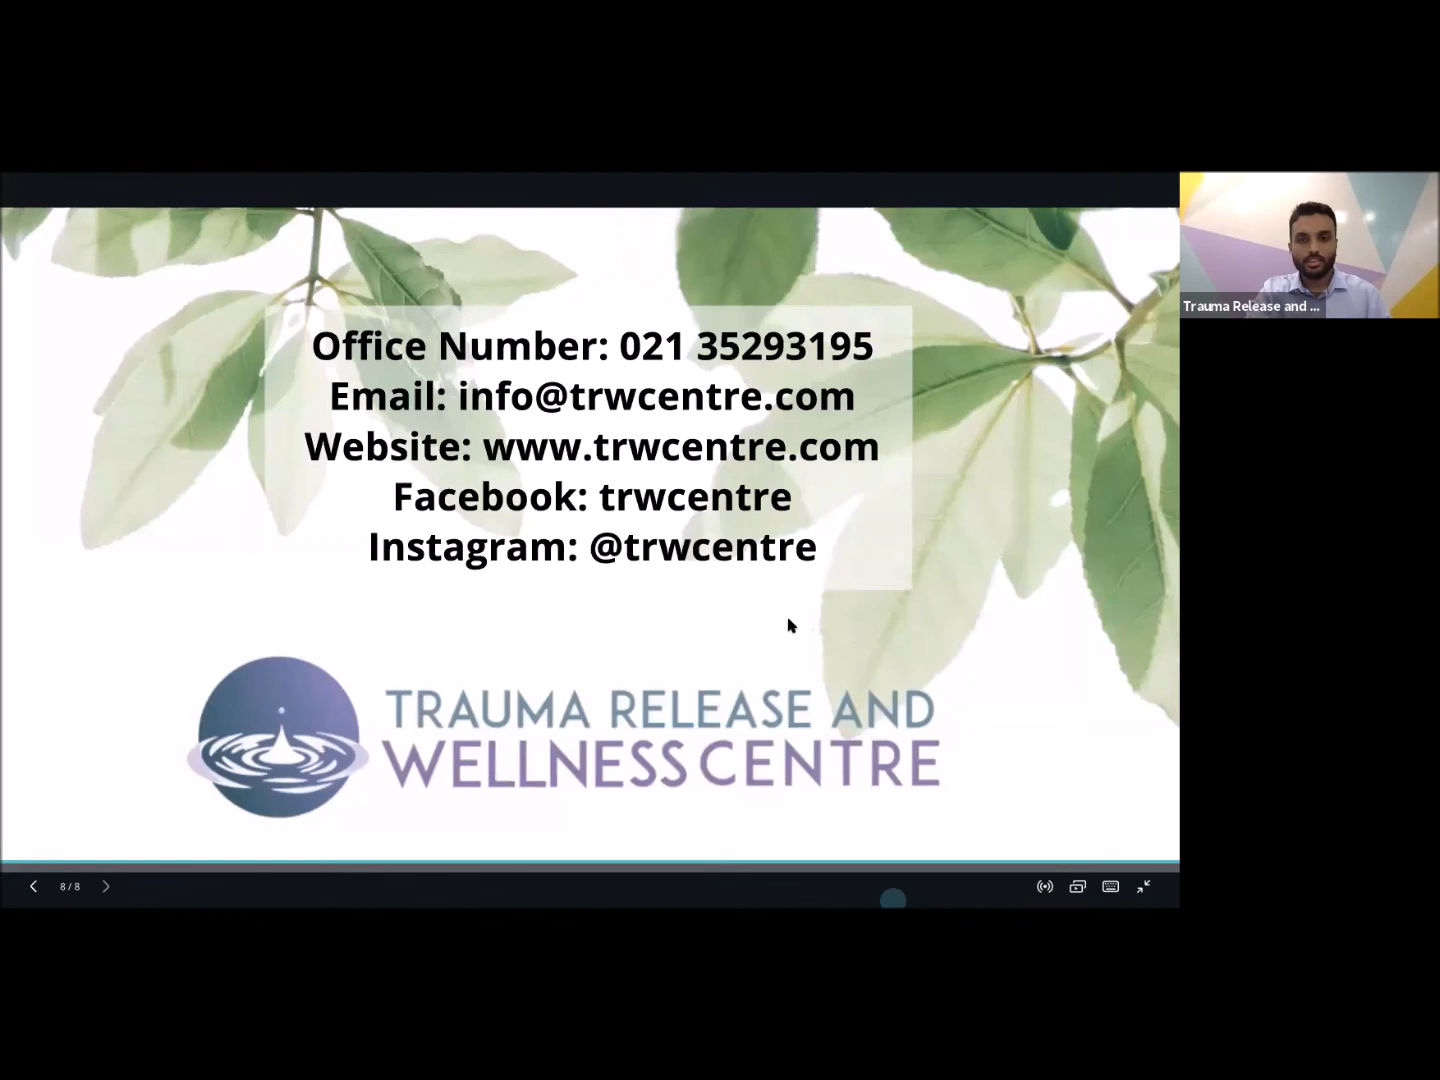 Office Number: 021 35293195
Email: info@trwcentre.com
Website: www.trwcentre.com
Facebook: trwcentre
Instagram: @trwcentre
TRAUMA RELEASE AND
WELLNESS CENTRE
Trauma Release and ...
8 / 8